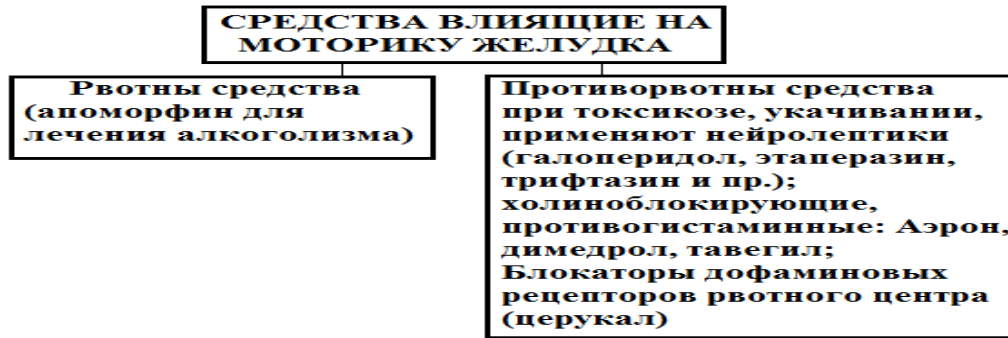 СРЕДСТВА ВЛИЯЩИЕ НА
МОТОРИКУ ЖЕЛУДКА
Рвотны средства
(апоморфин для
лечения алкоголизма)
Противорвотны средства
при токсикозе, укачивании,
применяют нейролептики
(галоперидол, этаперазин,
трифтазин и пр.);
холиноблокирующие,
противогистаминные: Аэрон,
димедрол, тавегил;
Блокаторы дофаминовых
рецепторов рвотного центра
(церукал)